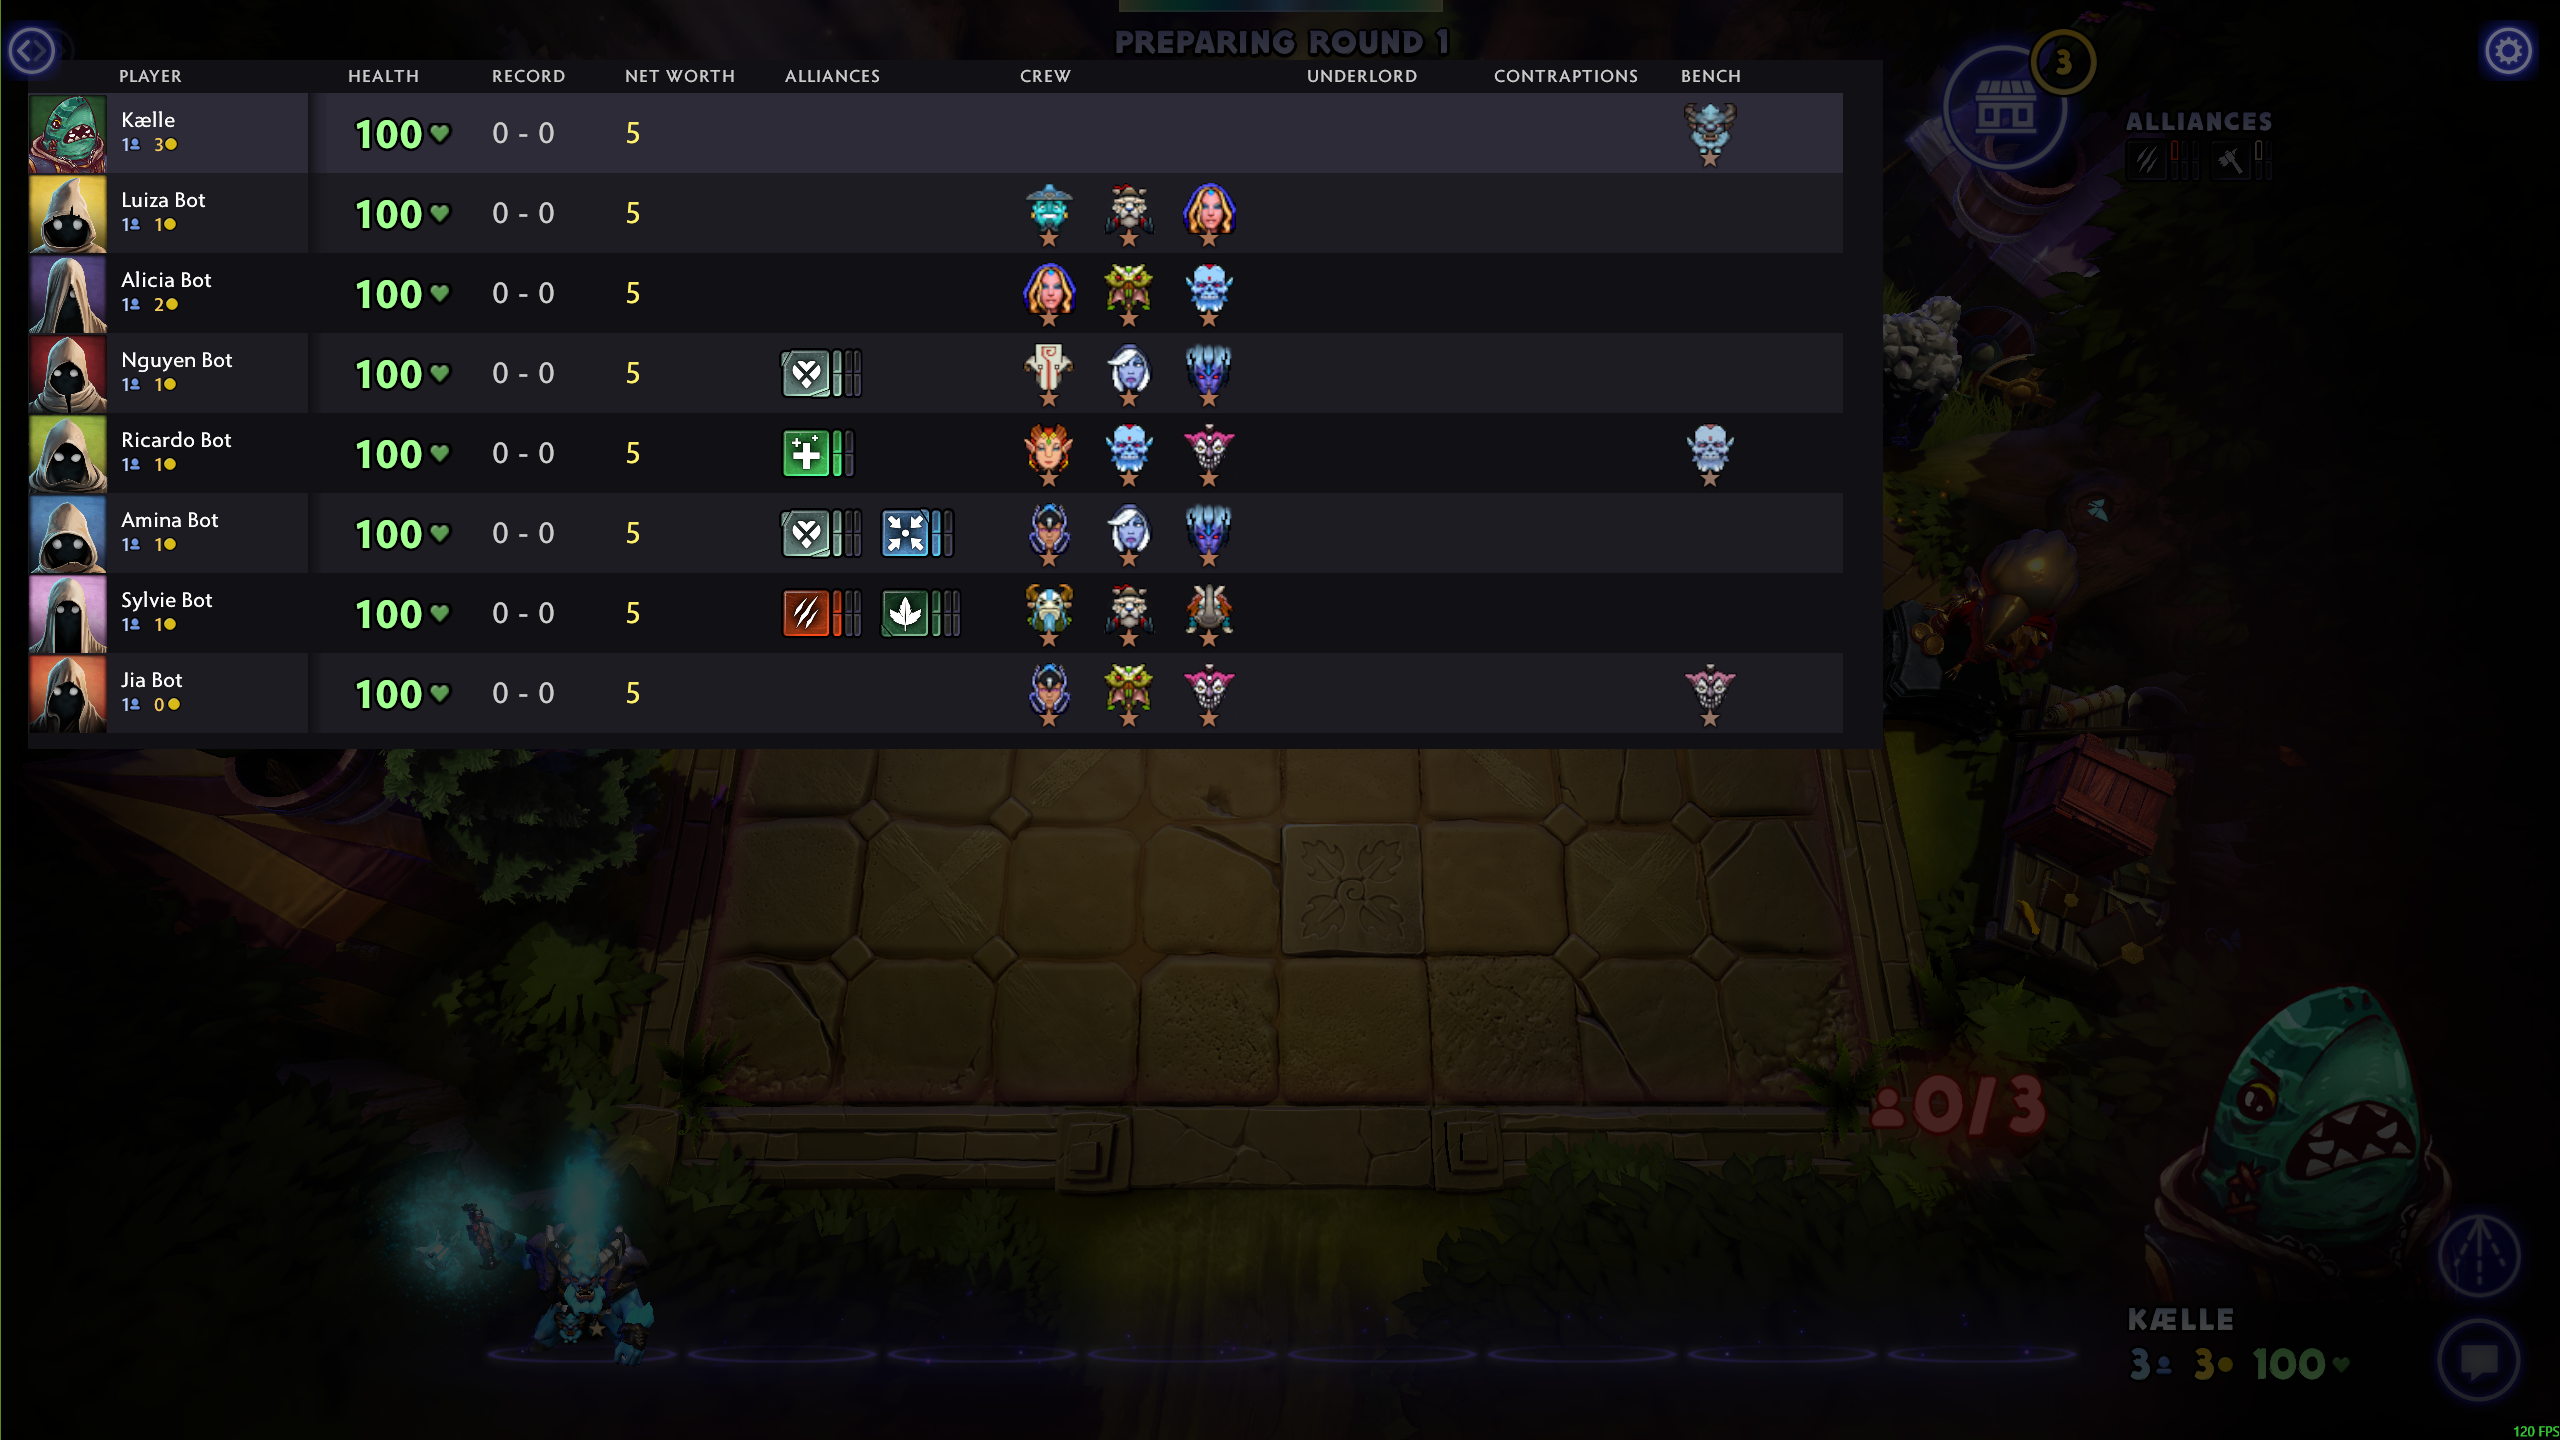 PREPARING ROUND 1
3
PLAYER HEALTH RECORD NET WORTH ALLIANCES CREW UNDERLORD CONTRAPTIONS BENCH
Kælle
1 3
100 0 - 0 5
Luiza Bot
1 1
100 0 - 0 5
Alicia Bot
1 2
100 0 - 0 5
Nguyen Bot
1 1
100 0 - 0 5
Ricardo Bot
1 1
100 0 - 0 5
Amina Bot
1 1
100 0 - 0 5
Sylvie Bot
1 1
100 0 - 0 5
Jia Bot
1 0
100 0 - 0 5
ALLIANCES
0/3
KÆLLE
3 3 100
120 FPS